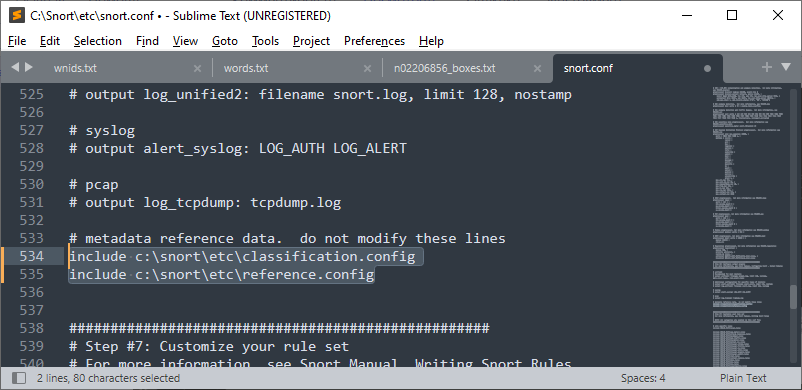 C:\Snort\etc\snort.conf • - Sublime Text (UNREGISTERED)
File Edit Selection Find View Goto Tools Project Preferences Help
wnids.txt words.txt n02206856_boxes.txt snort.conf
525 # output log_unified2: filename snort.log, limit 128, nostamp
526
527 # syslog
528 # output alert_syslog: LOG_AUTH LOG_ALERT
529
530 # pcap
531 # output log_tcpdump: tcpdump.log
532
533 # metadata reference data.  do not modify these lines
534 include c:\snort\etc\classification.config
535 include c:\snort\etc\reference.config
536
537
538 ###################################################
539 # Step #7: Customize your rule set
540 # For more information, see Snort Manual, Writing Snort Rules
2 lines, 80 characters selected Spaces: 4 Plain Text